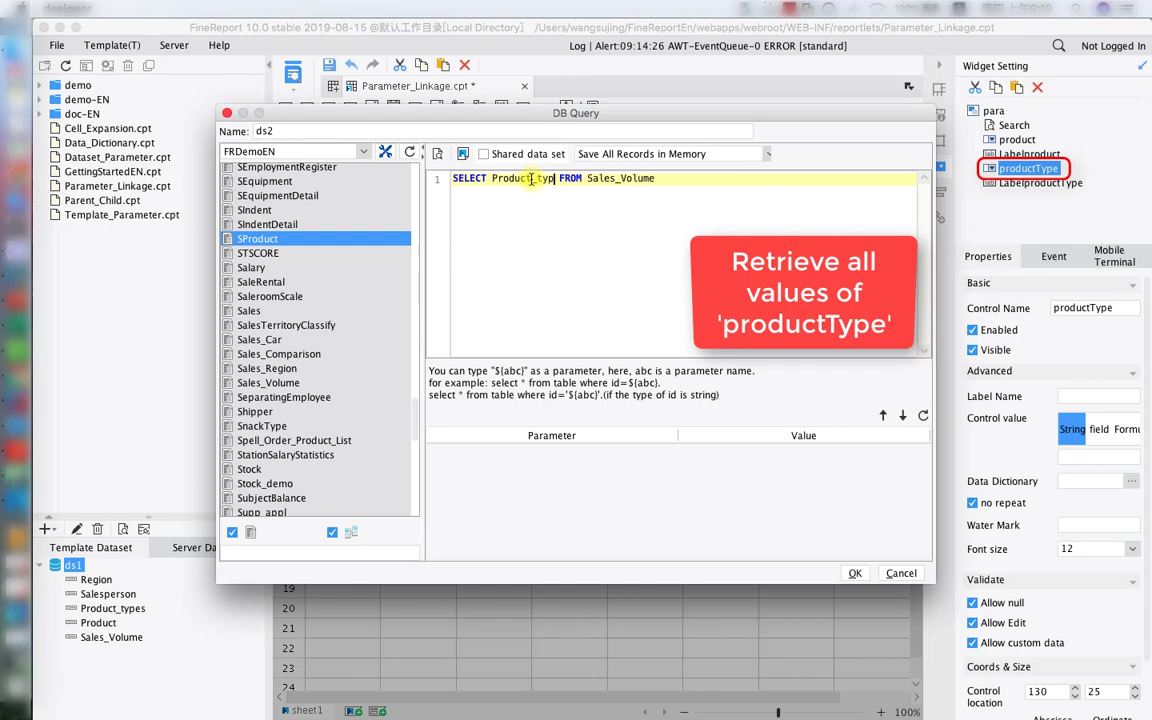 designer
FineReport 10.0 stable 2019-08-15 @默认工作目录[Local Directory] /Users/wangsujing/FineReportEn/webapps/webroot/WEB-INF/reportlets/Parameter_Linkage.cpt
File Template(T) Server Help
Log | Alert:09:14:26 AWT-EventQueue-0 ERROR [standard]
Not Logged In
Parameter_Linkage.cpt *
demo
demo-EN
doc-EN
Cell_Expansion.cpt
Data_Dictionary.cpt
Dataset_Parameter.cpt
GettingStartedEN.cpt
Parameter_Linkage.cpt
Parent_Child.cpt
Template_Parameter.cpt
Template Dataset
Server Da
ds1
Region
Salesperson
Product_types
Product
Sales_Volume
DB Query
Name: ds2
FRDemoEN
Shared data set
Save All Records in Memory
SEmploymentRegister
SEquipment
SEquipmentDetail
SIndent
SIndentDetail
SProduct
STSCORE
Salary
SaleRental
SaleroomScale
Sales
SalesTerritoryClassify
Sales_Car
Sales_Comparison
Sales_Region
Sales_Volume
SeparatingEmployee
Shipper
SnackType
Spell_Order_Product_List
StationSalaryStatistics
Stock
Stock_demo
SubjectBalance
Supp_appl
1 SELECT Product_typ FROM Sales_Volume
Retrieve all
values of
'productType'
You can type "${abc}" as a parameter, here, abc is a parameter name.
for example: select * from table where id=${abc}.
select * from table where id='${abc}'.(if the type of id is string)
Parameter Value
OK Cancel
19
20
21
22
23
24
sheet1
100%
Widget Setting
para
Search
product
Labelproduct
productType
LabelproductType
Properties Event Mobile
Terminal
Basic
Control Name productType
Enabled
Visible
Advanced
Label Name
Control value String field Formu
Data Dictionary ...
no repeat
Water Mark
Font size 12
Validate
Allow null
Allow Edit
Allow custom data
Coords & Size
Control
location 130 25